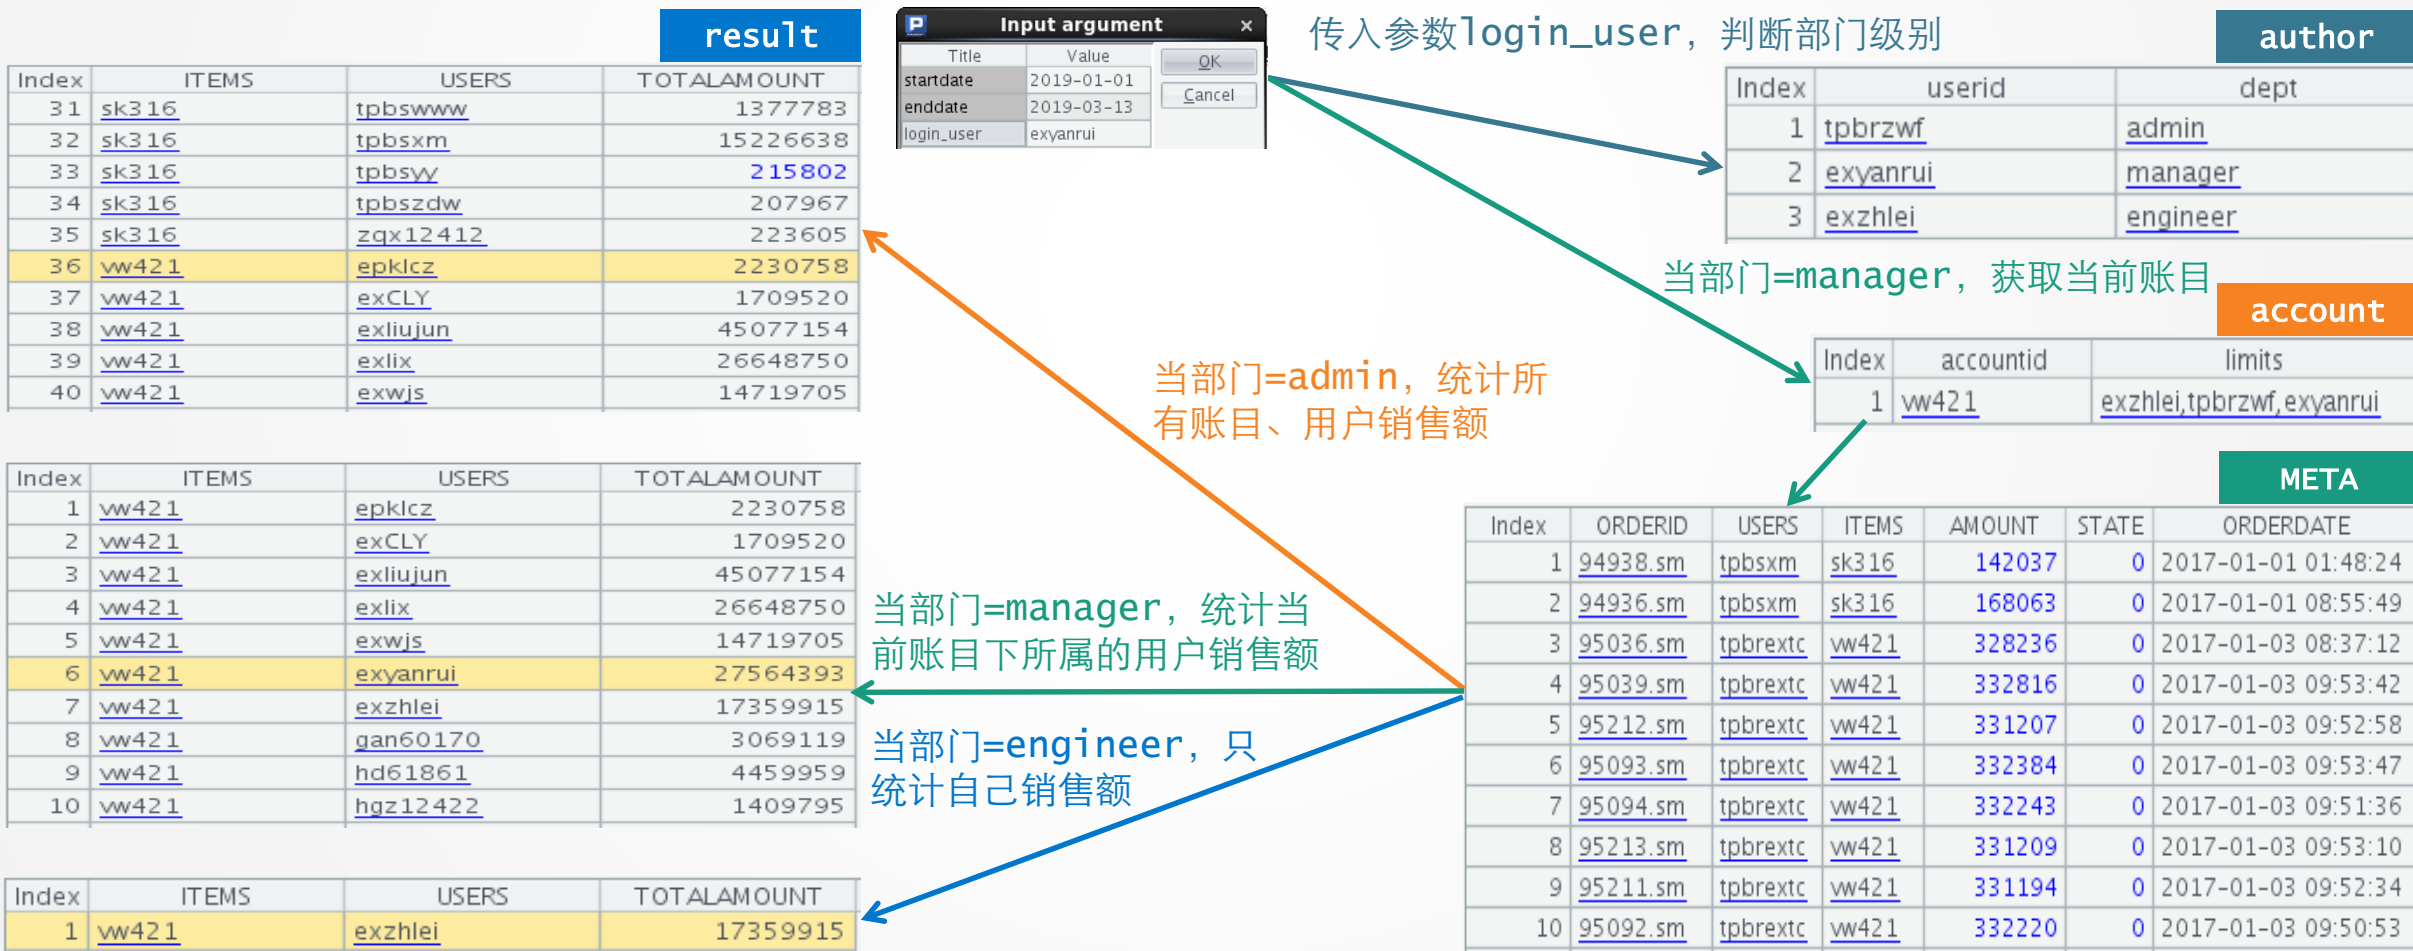 result
Index ITEMS USERS TOTALAMOUNT
31 sk316 tpbswww 1377783
32 sk316 tpbsxm 15226638
33 sk316 tpbsyy 215802
34 sk316 tpbszdw 207967
35 sk316 zqx12412 223605
36 vw421 epklcz 2230758
37 vw421 exCLY 1709520
38 vw421 exliujun 45077154
39 vw421 exlix 26648750
40 vw421 exwjs 14719705
Index ITEMS USERS TOTALAMOUNT
1 vw421 epklcz 2230758
2 vw421 exCLY 1709520
3 vw421 exliujun 45077154
4 vw421 exlix 26648750
5 vw421 exwjs 14719705
6 vw421 exyanrui 27564393
7 vw421 exzhlei 17359915
8 vw421 gan60170 3069119
9 vw421 hd61861 4459959
10 vw421 hgz12422 1409795
Index ITEMS USERS TOTALAMOUNT
1 vw421 exzhlei 17359915
Input argument ×
Title Value
startdate 2019-01-01
enddate 2019-03-13
login_user exyanrui
OK
Cancel
传入参数login_user，判断部门级别
当部门=manager，获取当前账目
当部门=admin，统计所
有账目、用户销售额
当部门=manager，统计当
前账目下所属的用户销售额
当部门=engineer，只
统计自己销售额
author
Index userid dept
1 tpbrzwf admin
2 exyanrui manager
3 exzhlei engineer
account
Index accountid limits
1 vw421 exzhlei,tpbrzwf,exyanrui
META
Index ORDERID USERS ITEMS AMOUNT STATE ORDERDATE
1 94938.sm tpbsxm sk316 142037 0 2017-01-01 01:48:24
2 94936.sm tpbsxm sk316 168063 0 2017-01-01 08:55:49
3 95036.sm tpbrextc vw421 328236 0 2017-01-03 08:37:12
4 95039.sm tpbrextc vw421 332816 0 2017-01-03 09:53:42
5 95212.sm tpbrextc vw421 331207 0 2017-01-03 09:52:58
6 95093.sm tpbrextc vw421 332384 0 2017-01-03 09:53:47
7 95094.sm tpbrextc vw421 332243 0 2017-01-03 09:51:36
8 95213.sm tpbrextc vw421 331209 0 2017-01-03 09:53:10
9 95211.sm tpbrextc vw421 331194 0 2017-01-03 09:52:34
10 95092.sm tpbrextc vw421 332220 0 2017-01-03 09:50:53